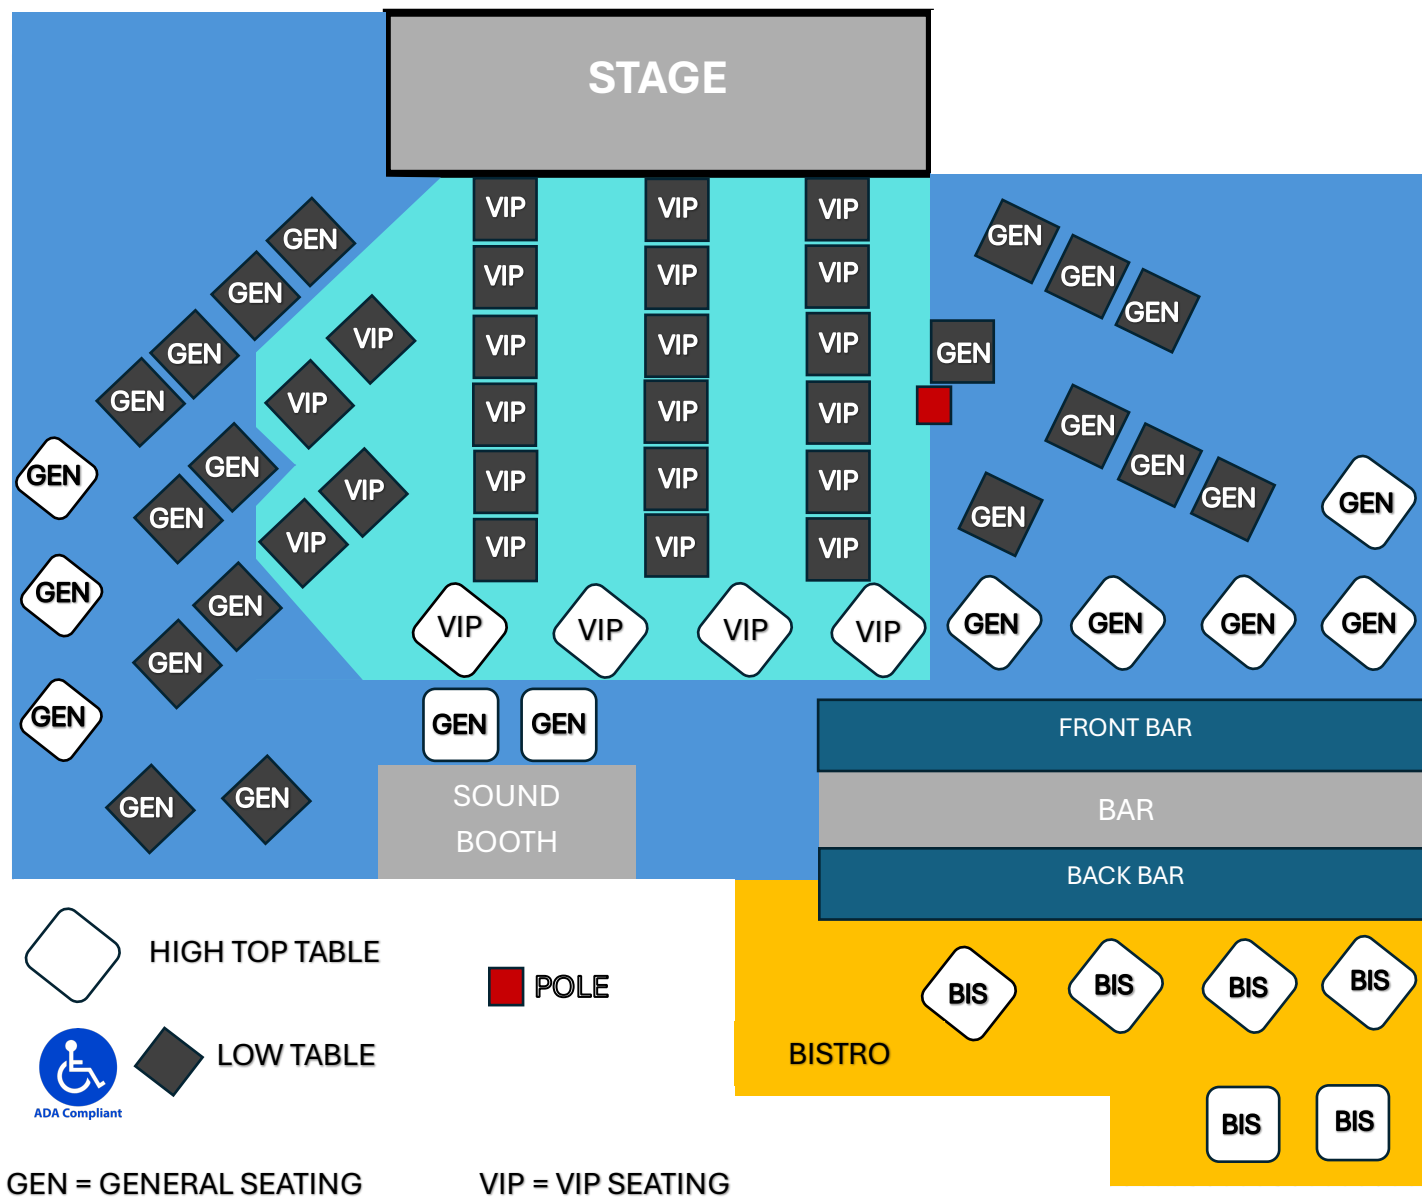 STAGE
VIP VIP VIP
GEN GEN
VIP VIP VIP GEN
GEN GEN
VIP VIP VIP VIP
GEN GEN
GEN VIP VIP VIP VIP
GEN
GEN GEN
GEN VIP VIP VIP VIP GEN
GEN VIP GEN
GEN GEN
VIP VIP VIP VIP
GEN GEN
GEN VIP VIP VIP VIP GEN GEN GEN GEN
GEN
GEN GEN GEN
FRONT BAR
GEN GEN
SOUND
BOOTH
BAR
BACK BAR
HIGH TOP TABLE
POLE
BIS BIS BIS BIS
LOW TABLE
BISTRO
ADA Compliant
BIS BIS
GEN = GENERAL SEATING
VIP = VIP SEATING